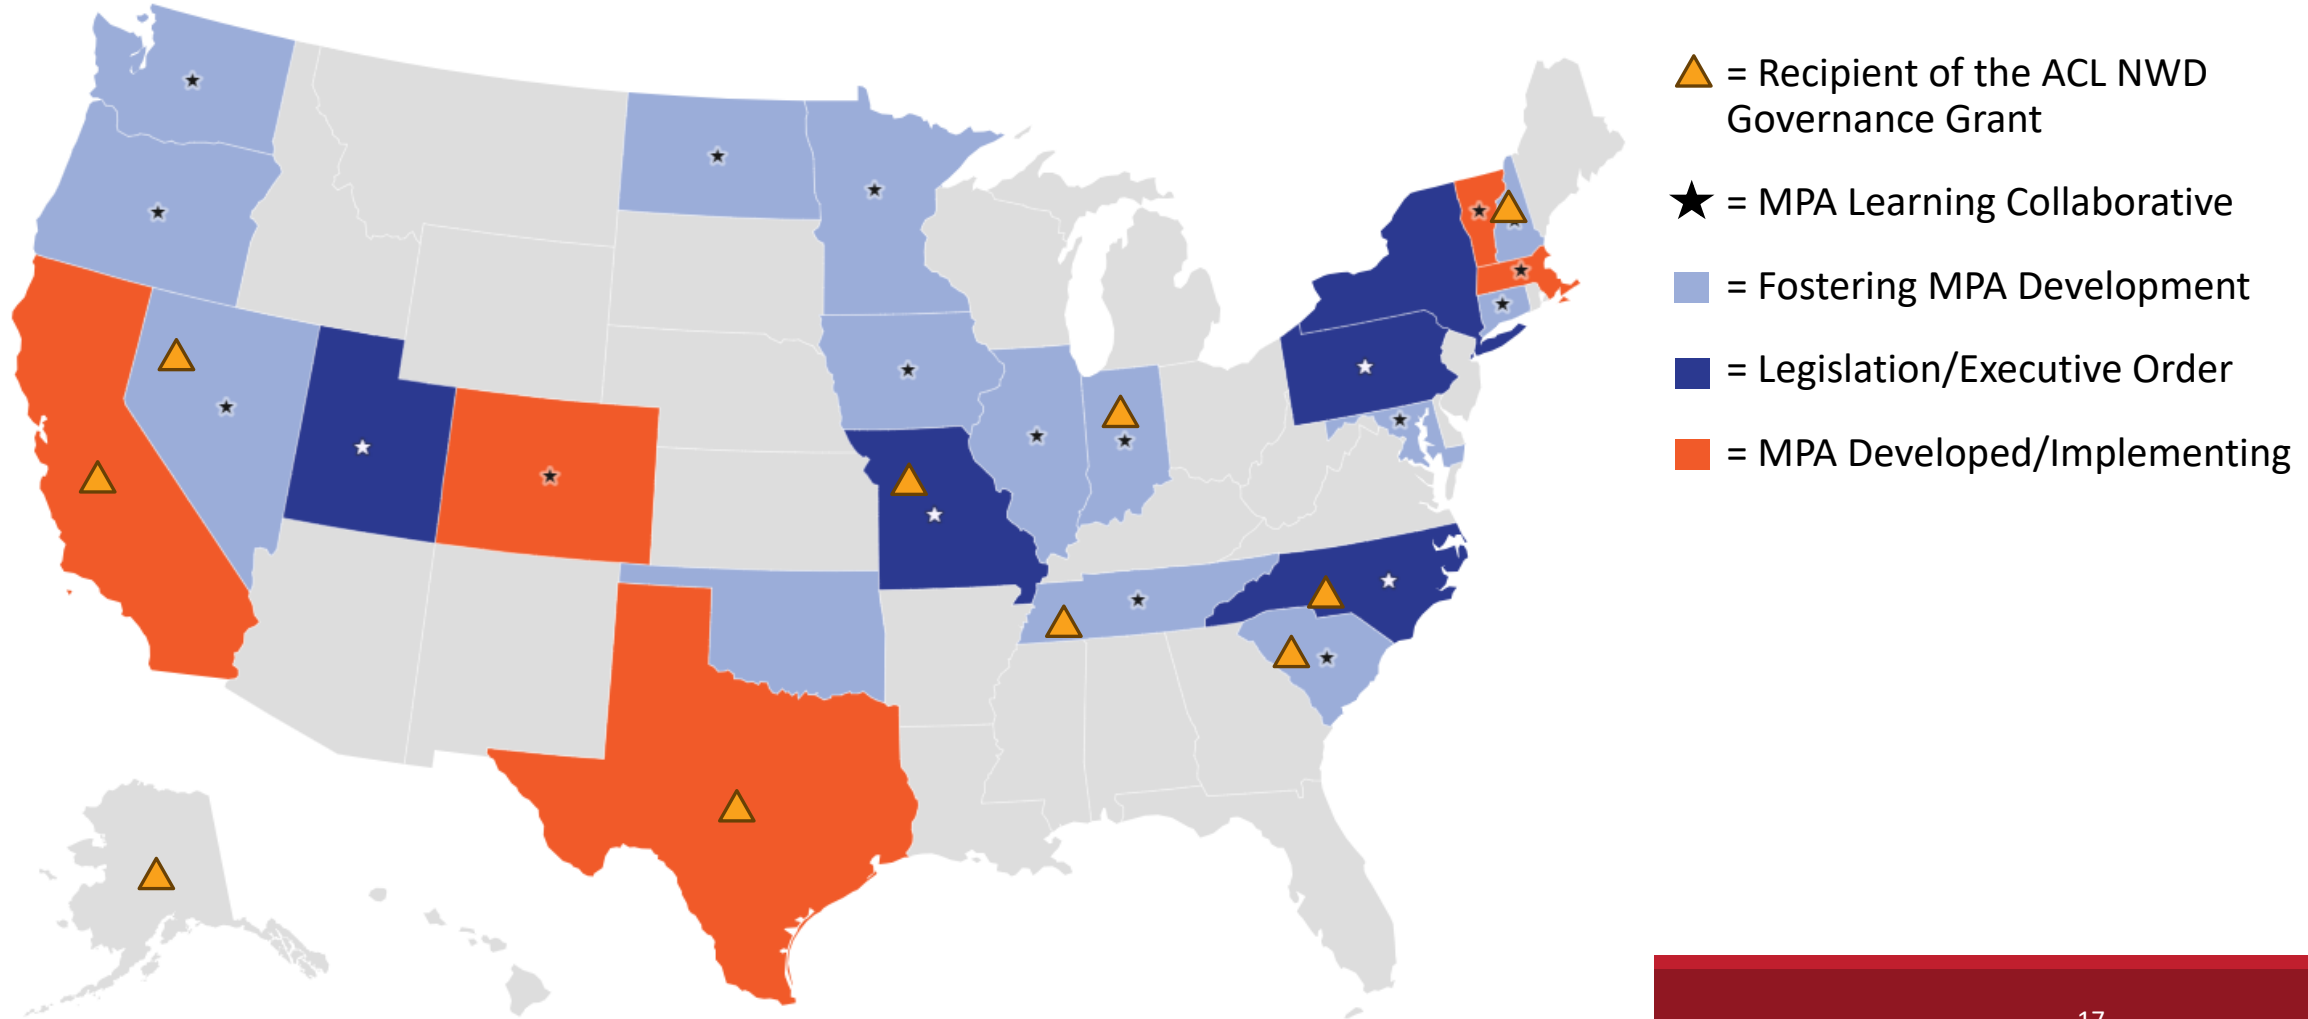 = Recipient of the ACL NWD
Governance Grant
= MPA Learning Collaborative
= Fostering MPA Development
= Legislation/Executive Order
= MPA Developed/Implementing
17